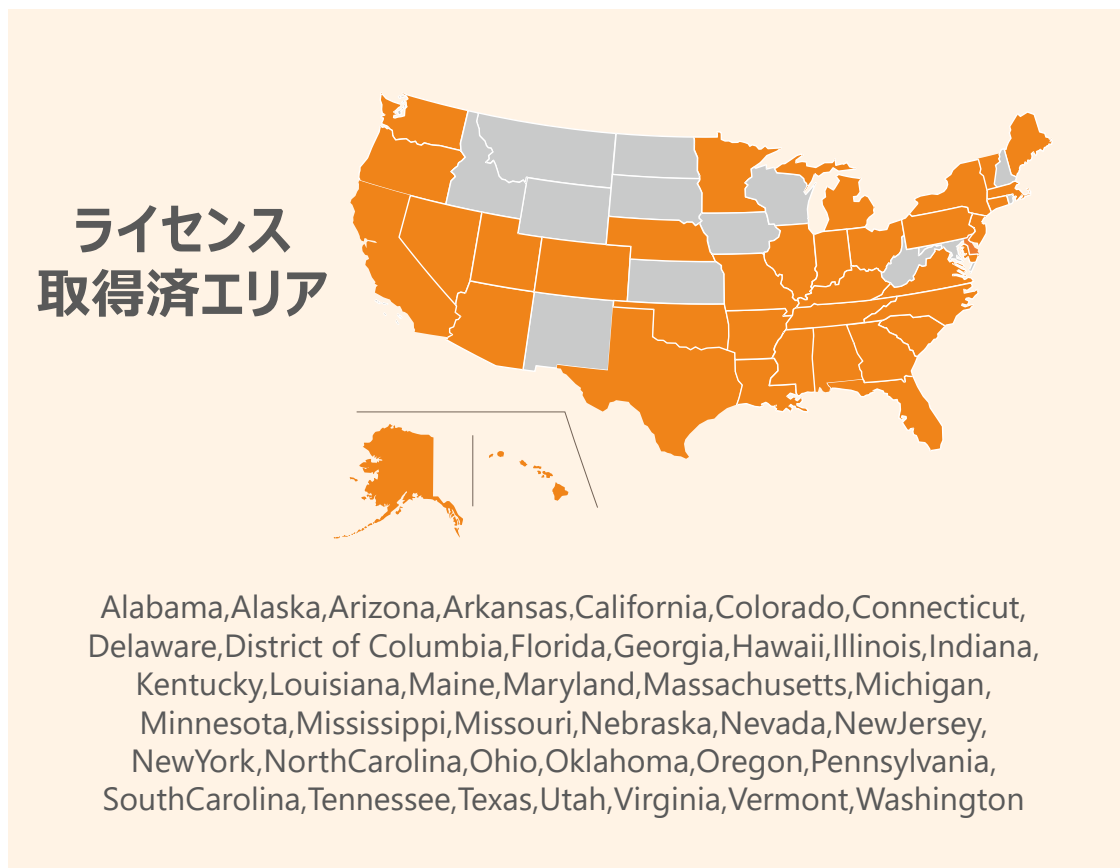 ライセンス
取得済エリア
Alabama,Alaska,Arizona,Arkansas,California,Colorado,Connecticut,
Delaware,District of Columbia,Florida,Georgia,Hawaii,Illinois,Indiana,
Kentucky,Louisiana,Maine,Maryland,Massachusetts,Michigan,
Minnesota,Mississippi,Missouri,Nebraska,Nevada,NewJersey,
NewYork,NorthCarolina,Ohio,Oklahoma,Oregon,Pennsylvania,
SouthCarolina,Tennessee,Texas,Utah,Virginia,Vermont,Washington